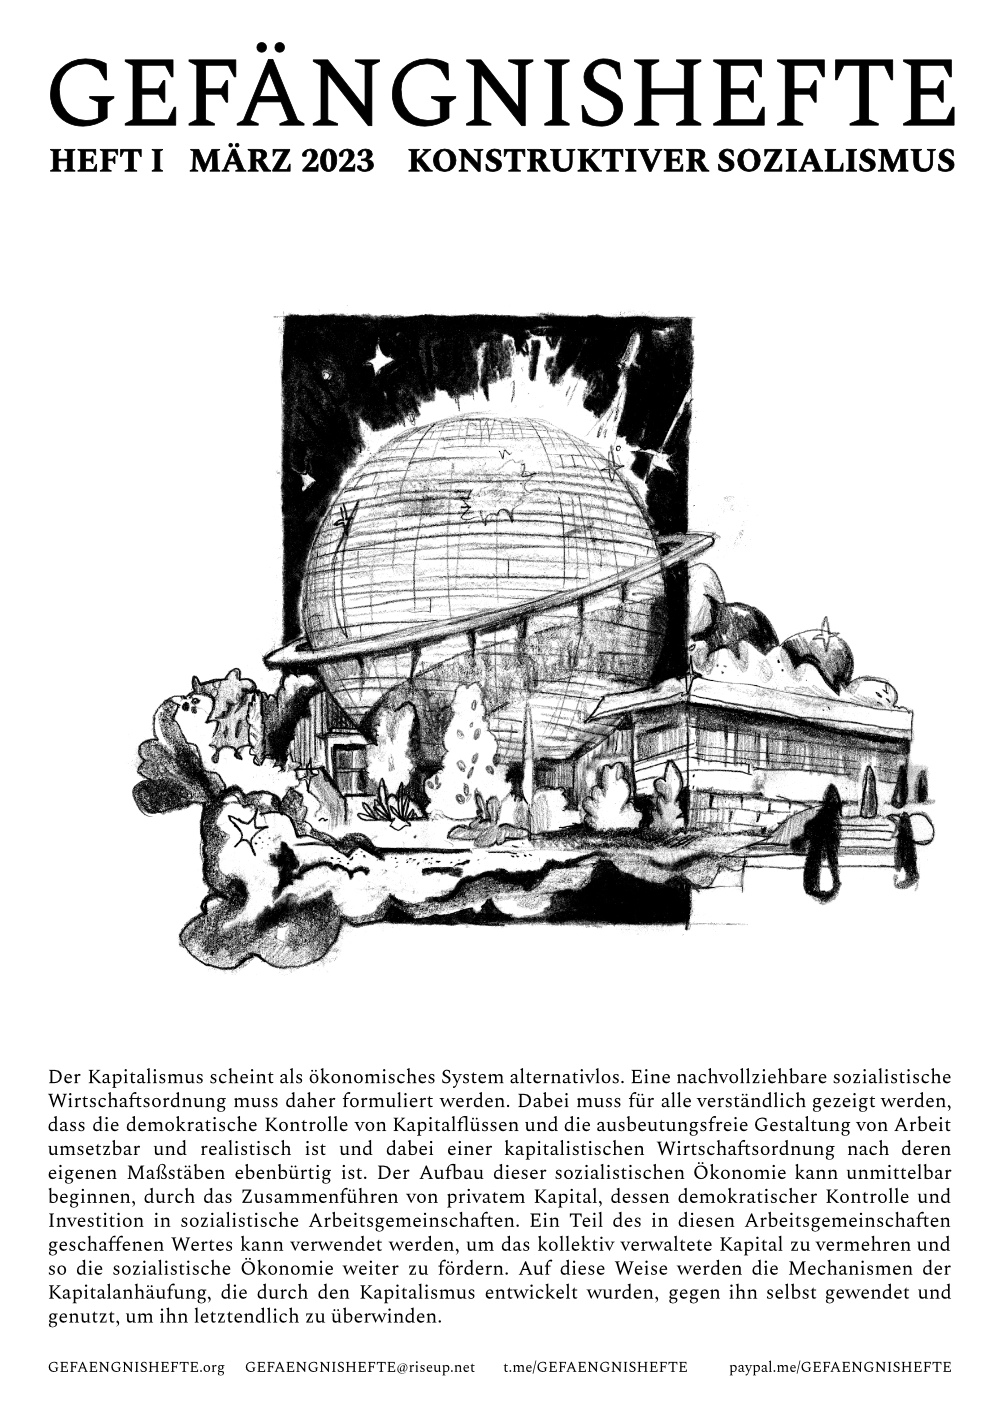 GEFÄNGNISHEFTE
HEFT I MÄRZ 2023 KONSTRUKTIVER SOZIALISMUS
Der Kapitalismus scheint als ökonomisches System alternativlos. Eine nachvollziehbare sozialistische
Wirtschaftsordnung muss daher formuliert werden. Dabei muss für alle verständlich gezeigt werden,
dass die demokratische Kontrolle von Kapitalflüssen und die ausbeutungsfreie Gestaltung von Arbeit
umsetzbar und realistisch ist und dabei einer kapitalistischen Wirtschaftsordnung nach deren
eigenen Maßstäben ebenbürtig ist. Der Aufbau dieser sozialistischen Ökonomie kann unmittelbar
beginnen, durch das Zusammenführen von privatem Kapital, dessen demokratischer Kontrolle und
Investition in sozialistische Arbeitsgemeinschaften. Ein Teil des in diesen Arbeitsgemeinschaften
geschaffenen Wertes kann verwendet werden, um das kollektiv verwaltete Kapital zu vermehren und
so die sozialistische Ökonomie weiter zu fördern. Auf diese Weise werden die Mechanismen der
Kapitalanhäufung, die durch den Kapitalismus entwickelt wurden, gegen ihn selbst gewendet und
genutzt, um ihn letztendlich zu überwinden.
GEFAENGNISHEFTE.org GEFAENGNISHEFTE@riseup.net t.me/GEFAENGNISHEFTE paypal.me/GEFAENGNISHEFTE